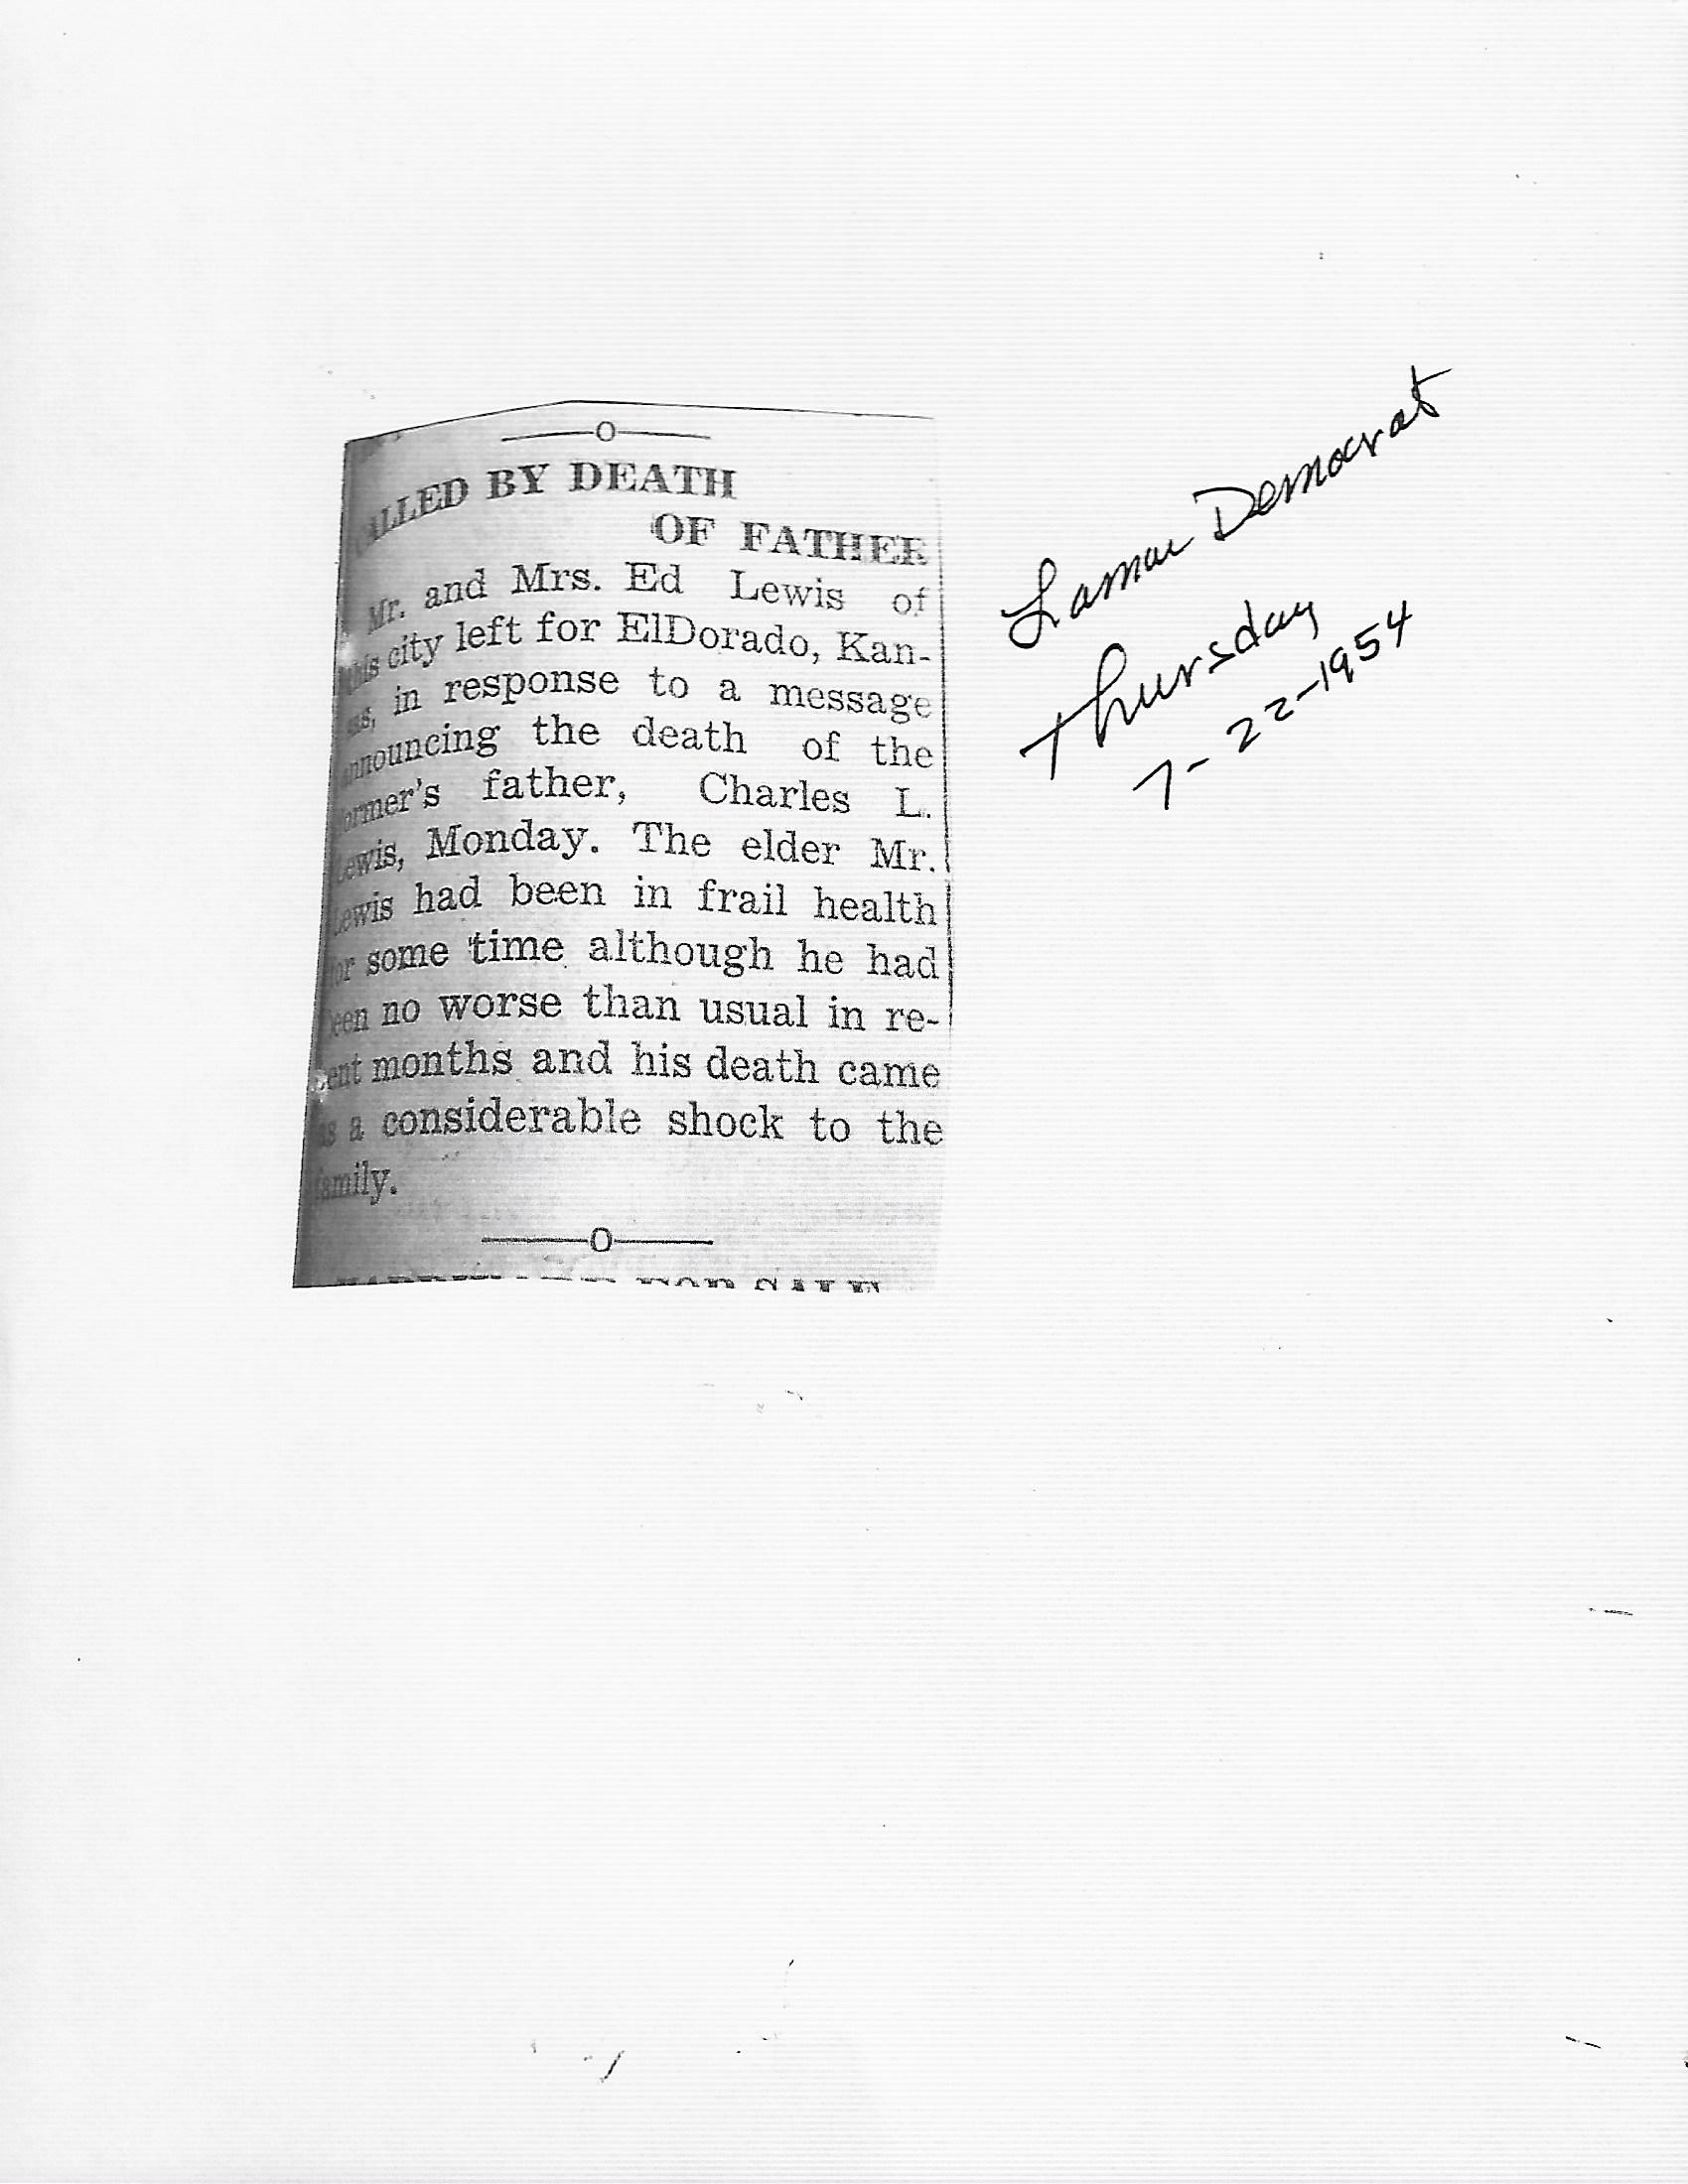 CALLED BY DEATH
OF FATHER
Mr. and Mrs. Ed Lewis of
this city left for ElDorado, Kan-
sas, in response to a message
announcing the death of the
former's father, Charles L.
Lewis, Monday. The elder Mr.
Lewis had been in frail health
for some time although he had
been no worse than usual in re-
cent months and his death came
as a considerable shock to the
family.
FOR SALE
Lamar Democrat
Thursday
7-22-1954